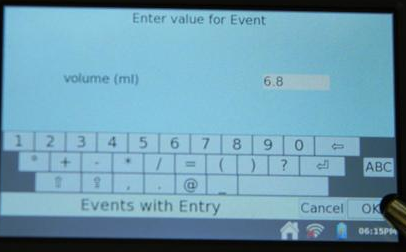 Enter value for Event
volume (ml) 6.8
1 2 3 4 5 6 7 8 9 0 ⇦
° + - * / = ( ) ? ⏎ ABC
⇧ ⇪ , . @ _
Events with Entry Cancel OK
06:15PM